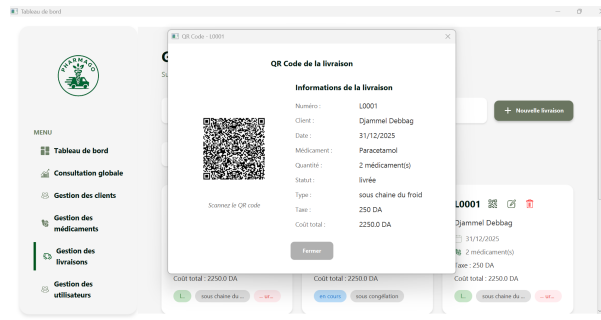 Tableau de bord
QR Code - L0001
QR Code de la livraison
Informations de la livraison
Numéro : L0001
Client : Djammel Debbag
Date : 31/12/2025
Médicament : Paracetamol
Quantité : 2 médicament(s)
Statut : livrée
Type : sous chaine du froid
Taxe : 250 DA
Coût total : 2250.0 DA
Scannez le QR code
Fermer
PHARMAGO
MENU
Tableau de bord
Consultation globale
Gestion des clients
Gestion des
médicaments
Gestion des
livraisons
Gestion des
utilisateurs
+ Nouvelle livraison
L0001
Djammel Debbag
31/12/2025
2 médicament(s)
Taxe : 250 DA
Coût total : 2250.0 DA
sous chaine du ...
... ur...
Coût total : 2250.0 DA
sous chaine du ...
... ur...
Coût total : 2250.0 DA
en cours
sous congélation